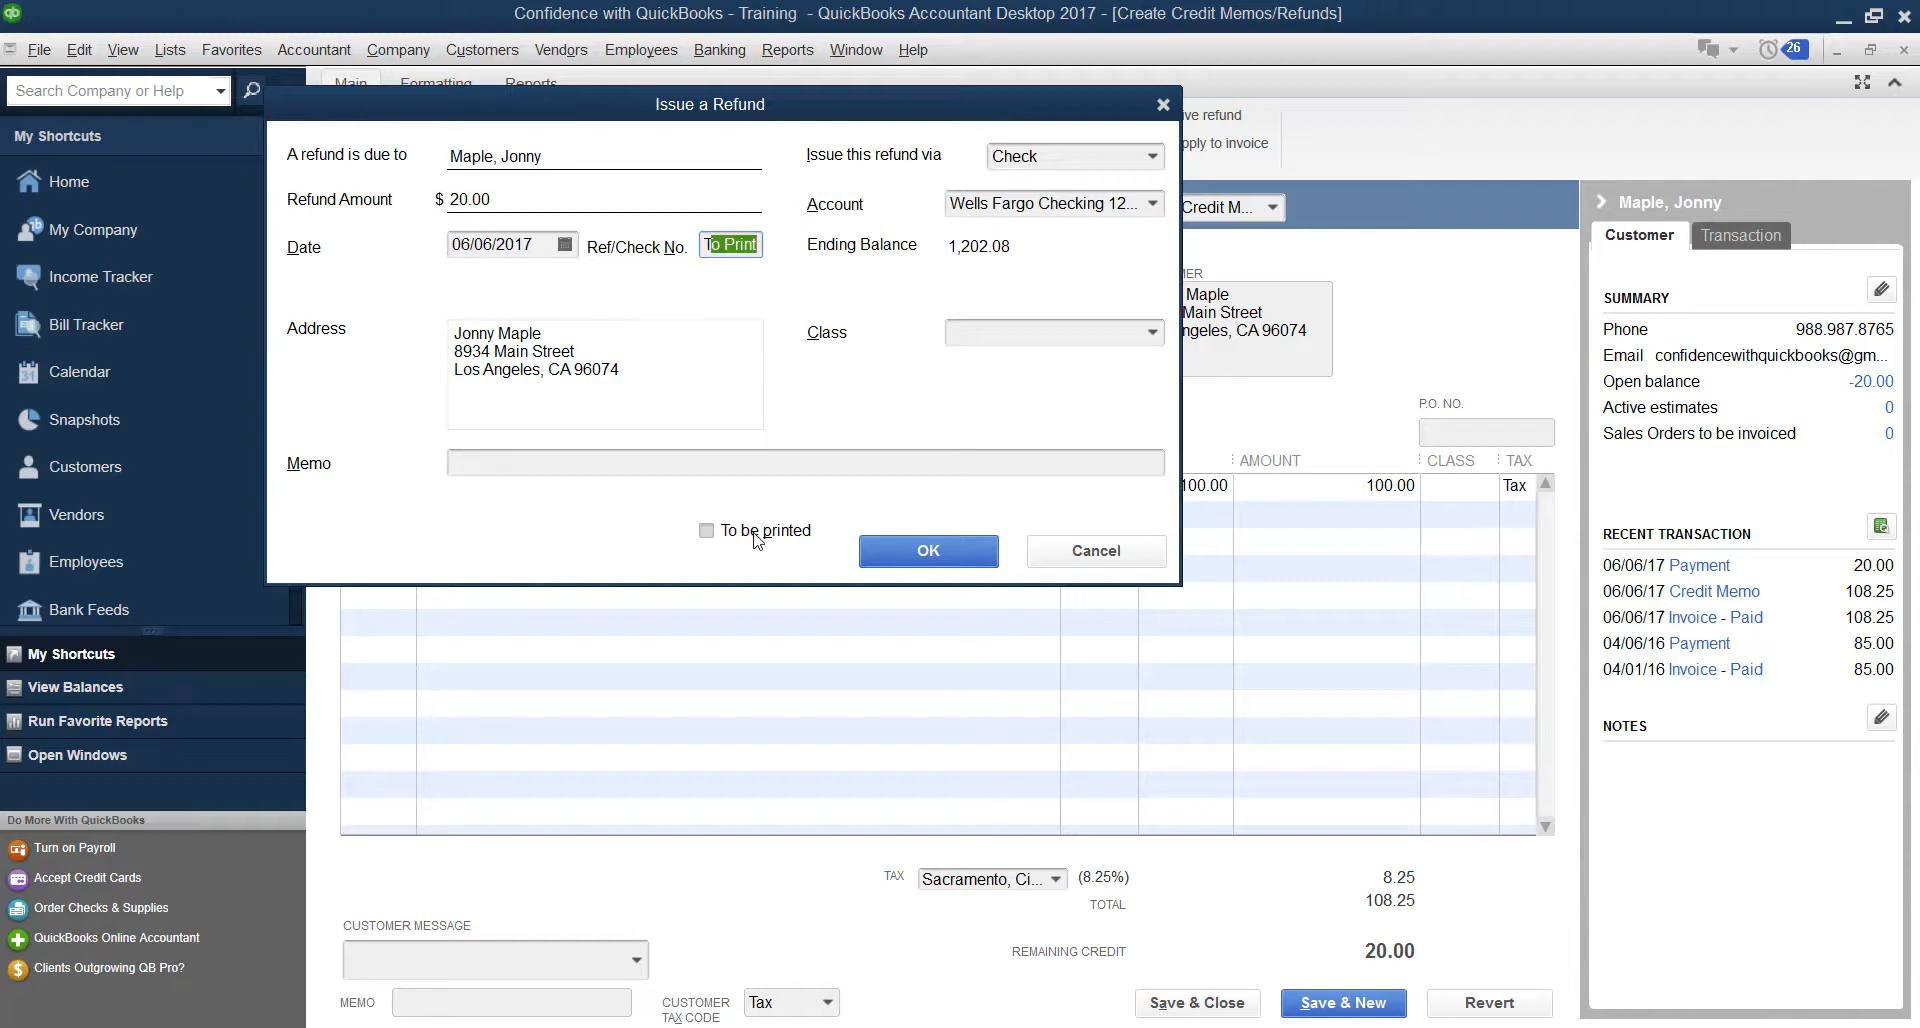 Confidence with QuickBooks - Training - QuickBooks Accountant Desktop 2017 - [Create Credit Memos/Refunds]
File Edit View Lists Favorites Accountant Company Customers Vendors Employees Banking Reports Window Help
26
Search Company or Help
Main Formatting Reports
My Shortcuts
Home
My Company
Income Tracker
Bill Tracker
Calendar
31
Snapshots
Customers
Vendors
Employees
Bank Feeds
My Shortcuts
View Balances
Run Favorite Reports
Open Windows
Do More With QuickBooks
Turn on Payroll
Accept Credit Cards
Order Checks & Supplies
QuickBooks Online Accountant
Clients Outgrowing QB Pro?
Issue a Refund
A refund is due to Maple, Jonny
Issue this refund via Check
Refund Amount $ 20.00
Account Wells Fargo Checking 12...
Date 06/06/2017 Ref/Check No. To Print
Ending Balance 1,202.08
Address
Jonny Maple
8934 Main Street
Los Angeles, CA 96074
Class
Memo
To be printed
OK Cancel
ive refund
pply to invoice
Credit M...
MER
Maple
Main Street
ngeles, CA 96074
P.O. NO.
AMOUNT CLASS TAX
100.00 100.00 Tax
TAX Sacramento, Ci... (8.25%) 8.25
TOTAL 108.25
CUSTOMER MESSAGE
REMAINING CREDIT 20.00
MEMO
CUSTOMER
TAX CODE
Tax
Save & Close Save & New Revert
Maple, Jonny
Customer Transaction
SUMMARY
Phone 988.987.8765
Email confidencewithquickbooks@gm...
Open balance -20.00
Active estimates 0
Sales Orders to be invoiced 0
RECENT TRANSACTION
06/06/17 Payment 20.00
06/06/17 Credit Memo 108.25
06/06/17 Invoice - Paid 108.25
04/06/16 Payment 85.00
04/01/16 Invoice - Paid 85.00
NOTES